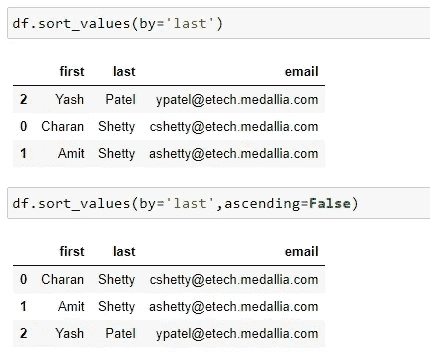 df.sort_values(by='last')
first last email
2 Yash Patel ypatel@etech.medallia.com
0 Charan Shetty cshetty@etech.medallia.com
1 Amit Shetty ashetty@etech.medallia.com
df.sort_values(by='last',ascending=False)
first last email
0 Charan Shetty cshetty@etech.medallia.com
1 Amit Shetty ashetty@etech.medallia.com
2 Yash Patel ypatel@etech.medallia.com